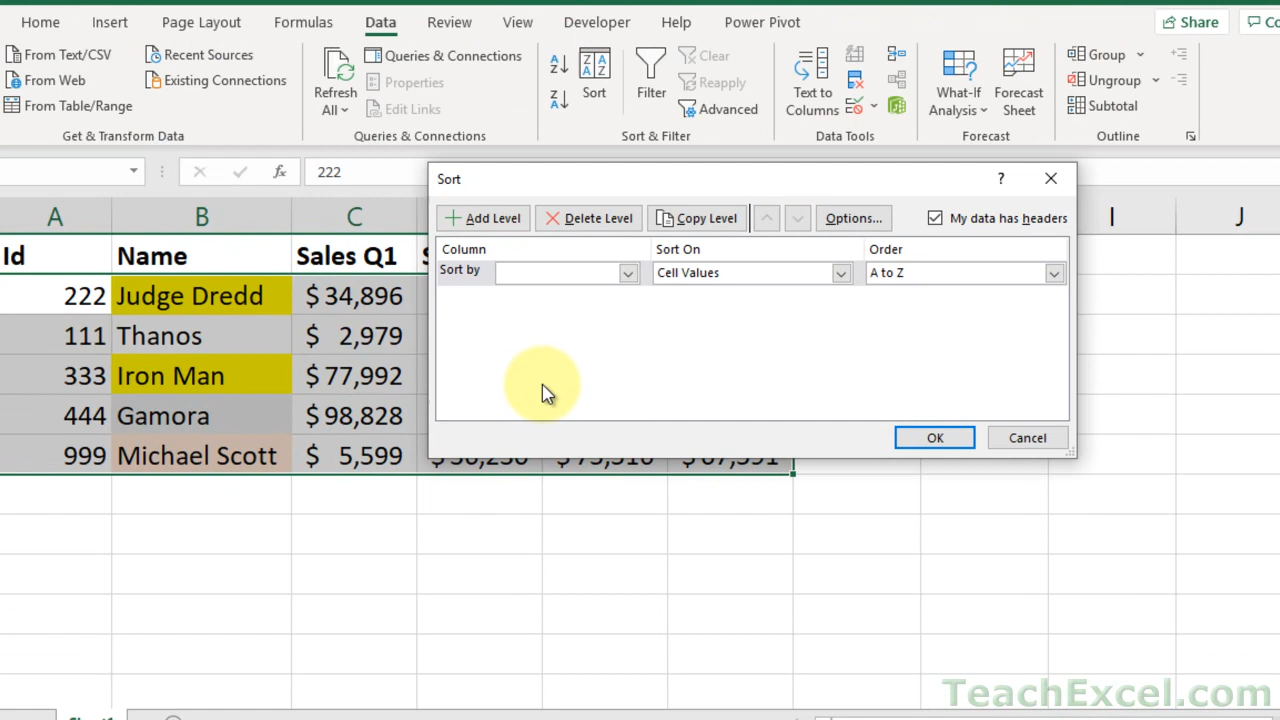 Home Insert Page Layout Formulas Data Review View Developer Help Power Pivot Share Co
From Text/CSV Recent Sources Queries & Connections Clear Group
From Web Existing Connections Properties Reapply Ungroup
From Table/Range Edit Links Advanced Subtotal
Refresh All Sort Filter Text to Columns What-If Analysis Forecast Sheet
Get & Transform Data Queries & Connections Sort & Filter Data Tools Forecast Outline
fx 222
Sort ? 
Add Level Delete Level Copy Level Options... My data has headers
Column Sort On Order
Sort by Cell Values A to Z
OK Cancel
A B C I J
Id Name Sales Q1 S
222 Judge Dredd $ 34,896
111 Thanos $ 2,979
333 Iron Man $ 77,992
444 Gamora $ 98,828
999 Michael Scott $ 5,599
TeachExcel.com